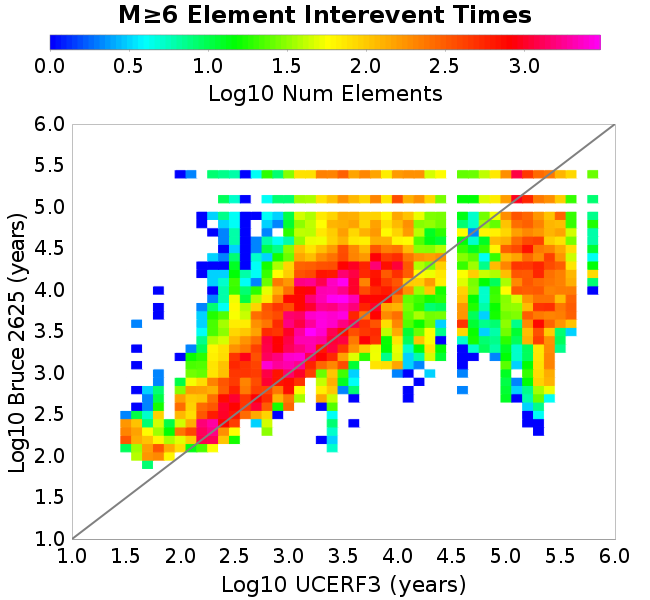 M≥6 Element Interevent Times
0.0 0.5 1.0 1.5 2.0 2.5 3.0
Log10 Num Elements
6.0
5.5
5.0
4.5
4.0
3.5
3.0
2.5
2.0
1.5
1.0
Log10 Bruce 2625 (years)
1.0 1.5 2.0 2.5 3.0 3.5 4.0 4.5 5.0 5.5 6.0
Log10 UCERF3 (years)